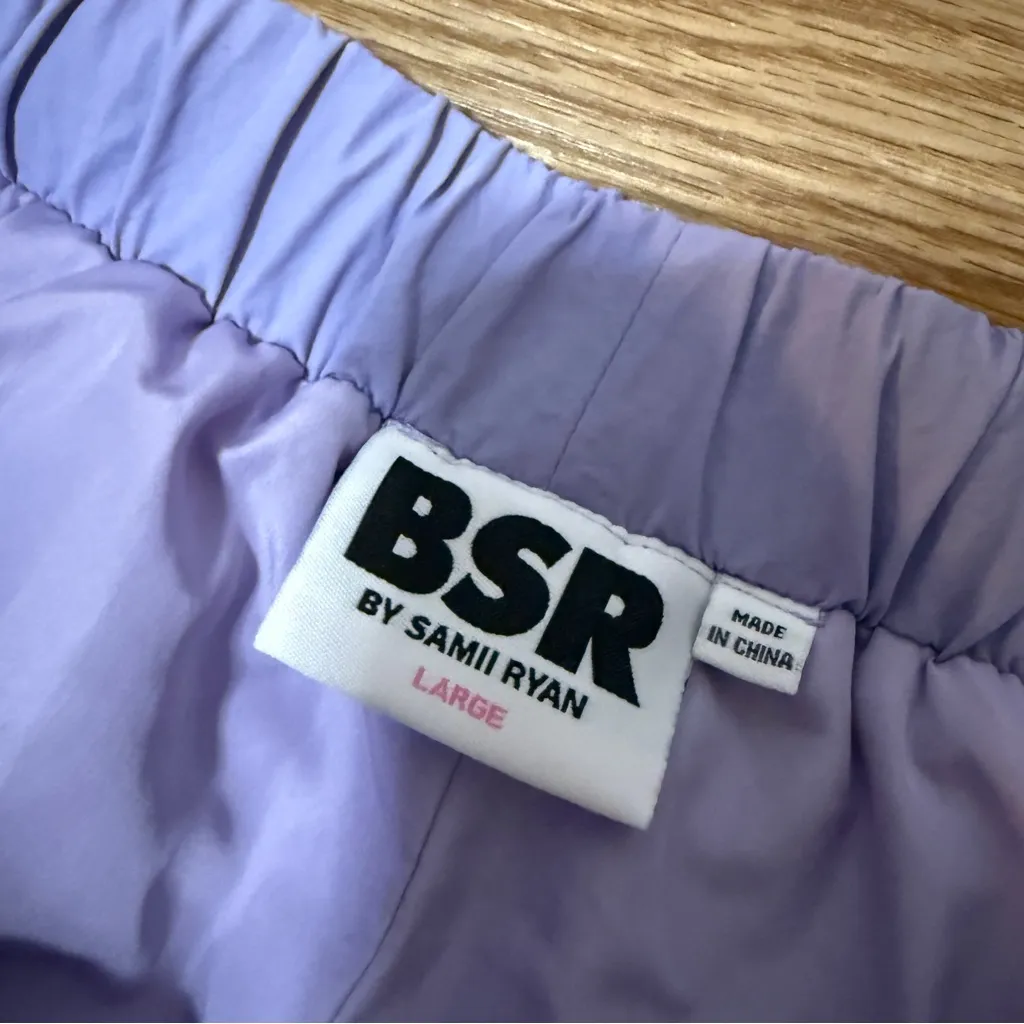 BSR
BY SAMII RYAN
LARGE
MADE
IN CHINA